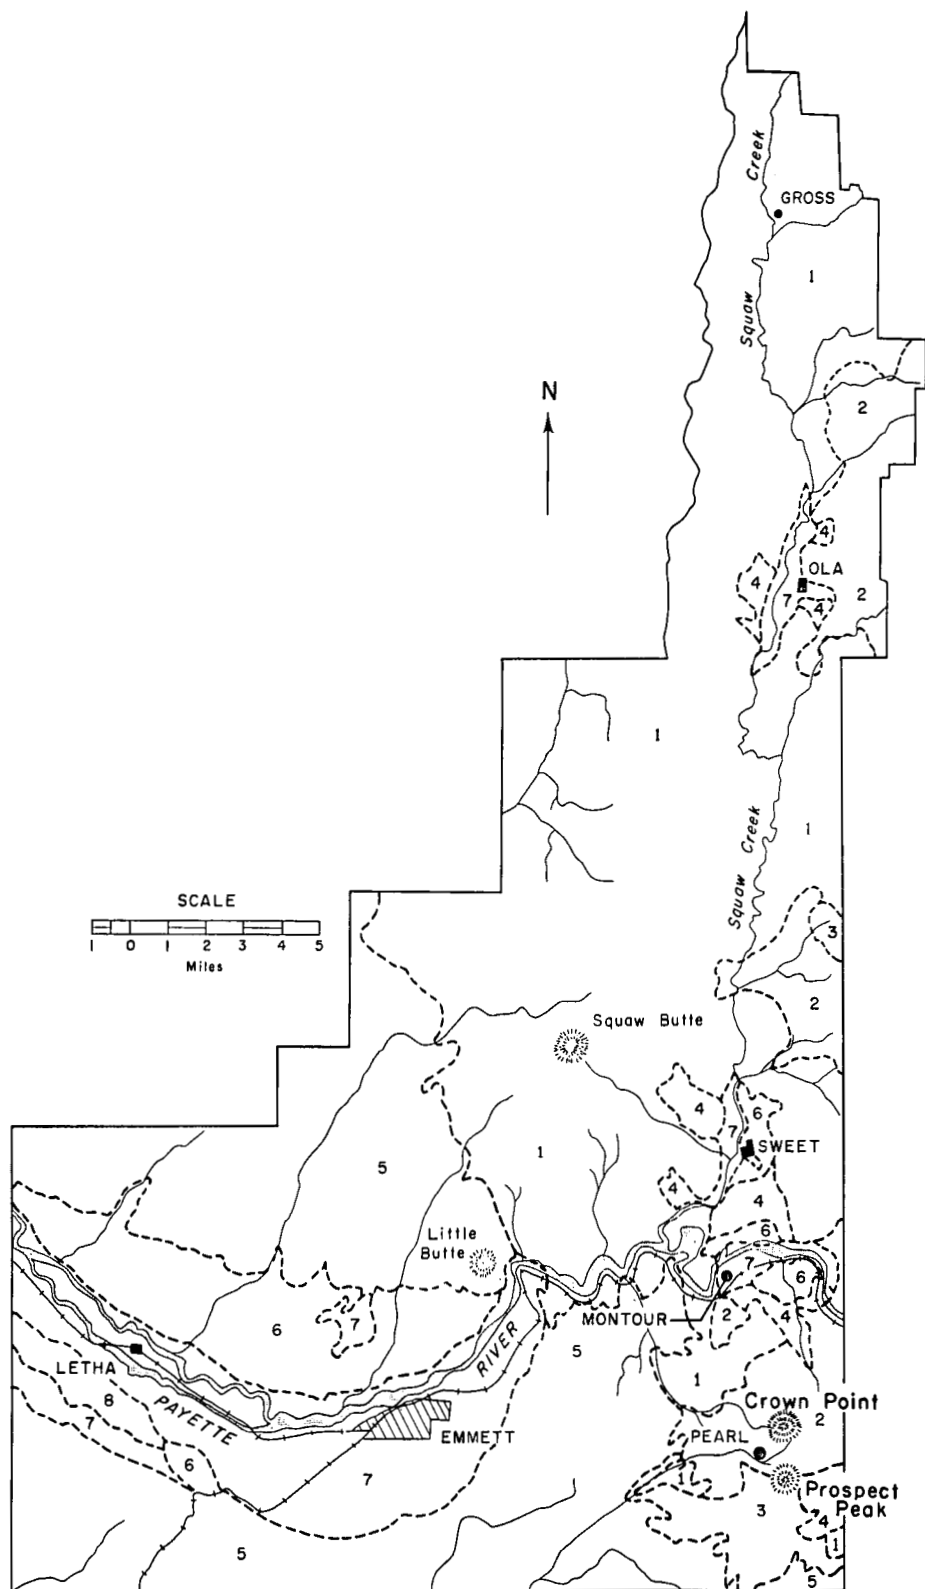 Creek
GROSS
1
Squaw
N
2
4
OLA
4
7
4
2
1
1
Squaw Creek
SCALE
1 0 1 2 3 4 5
Miles
3
2
Squaw Butte
4
6
7
SWEET
5
1
4
4
6
Little
Butte
7
6
6
7
MONTOUR
2
4
5
RIVER
LETHA
1
8
Crown Point
PAYETTE
2
7
EMMETT
PEARL
6
7
1
Prospect
Peak
3
4
1
5
5